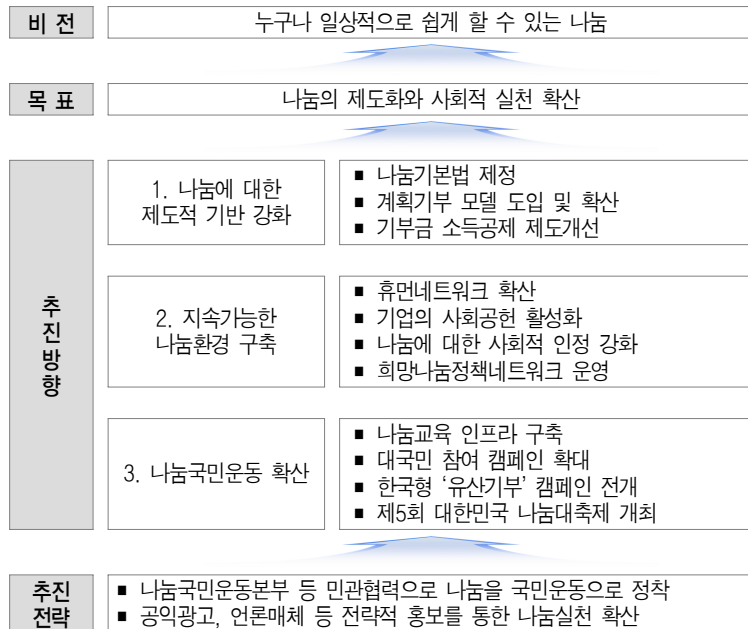 비 전
누구나 일상적으로 쉽게 할 수 있는 나눔
목 표
나눔의 제도화와 사회적 실천 확산
추
진
방
향
1. 나눔에 대한
제도적 기반 강화
▪ 나눔기본법 제정
▪ 계획기부 모델 도입 및 확산
▪ 기부금 소득공제 제도개선
2. 지속가능한
나눔환경 구축
▪ 휴먼네트워크 확산
▪ 기업의 사회공헌 활성화
▪ 나눔에 대한 사회적 인정 강화
▪ 희망나눔정책네트워크 운영
3. 나눔국민운동 확산
▪ 나눔교육 인프라 구축
▪ 대국민 참여 캠페인 확대
▪ 한국형 ‘유산기부’ 캠페인 전개
▪ 제5회 대한민국 나눔대축제 개최
추진
전략
▪ 나눔국민운동본부 등 민관협력으로 나눔을 국민운동으로 정착
▪ 공익광고, 언론매체 등 전략적 홍보를 통한 나눔실천 확산